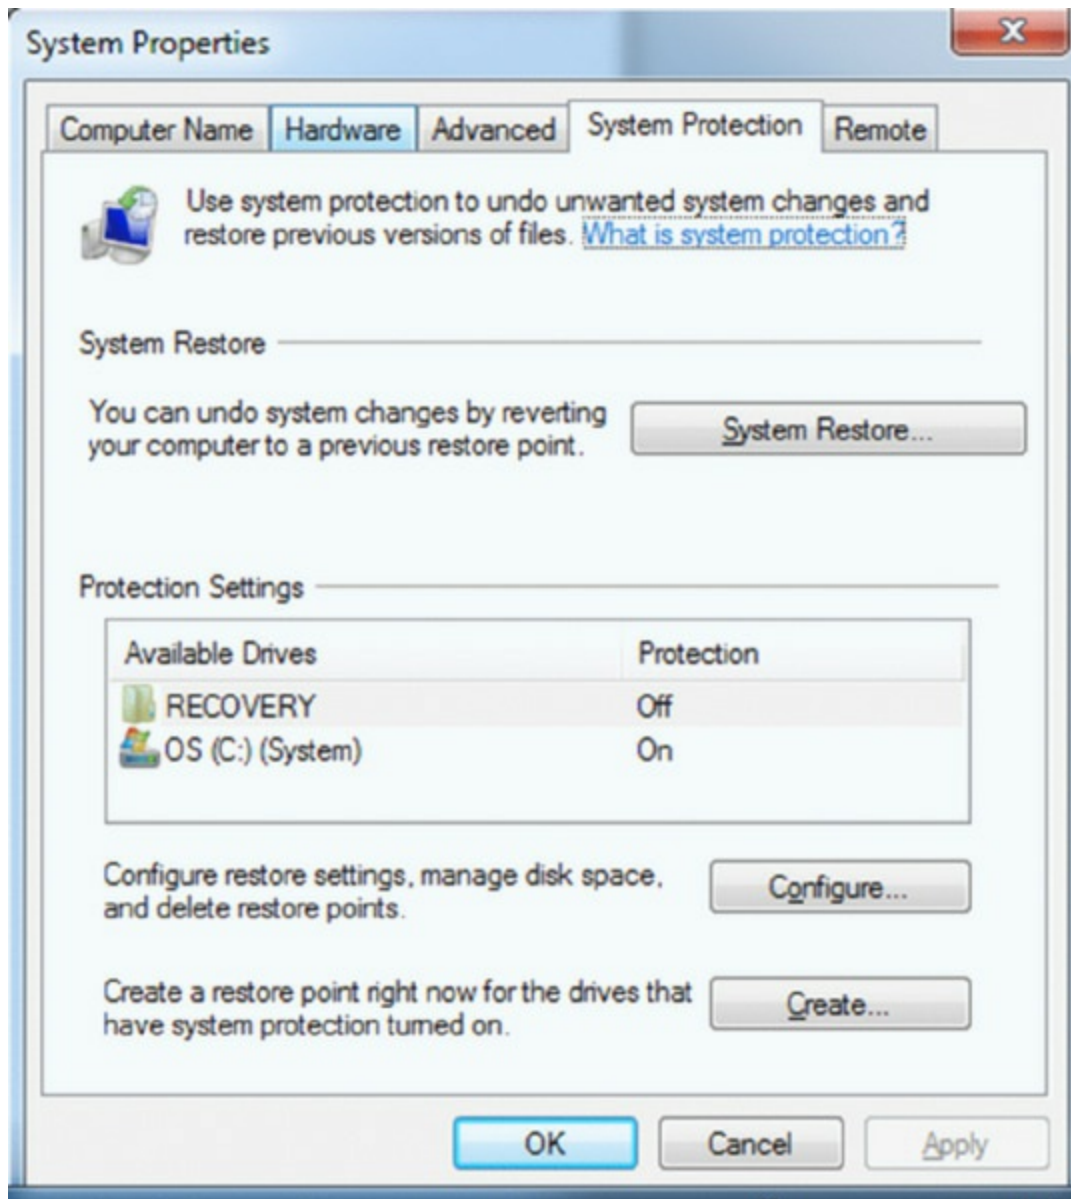 System Properties
Computer Name Hardware Advanced System Protection Remote
Use system protection to undo unwanted system changes and
restore previous versions of files. What is system protection?
System Restore
You can undo system changes by reverting
your computer to a previous restore point.
System Restore...
Protection Settings
Available Drives Protection
RECOVERY Off
OS (C:) (System) On
Configure restore settings, manage disk space,
and delete restore points.
Configure...
Create a restore point right now for the drives that
have system protection turned on.
Create...
OK Cancel Apply